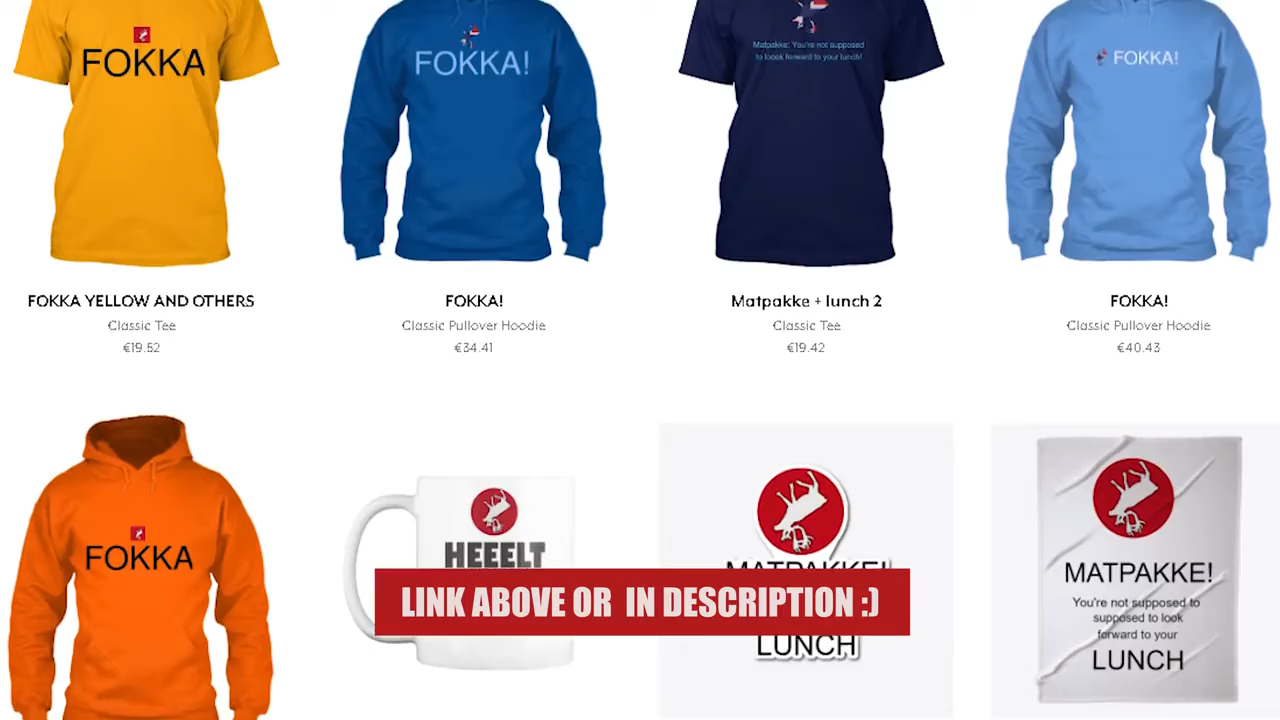 FOKKA
FOKKA!
Matpakke: You're not supposed
to loook forward to your lunch!
FOKKA!
FOKKA YELLOW AND OTHERS
Classic Tee
€19.52
FOKKA!
Classic Pullover Hoodie
€34.41
Matpakke + lunch 2
Classic Tee
€19.42
FOKKA!
Classic Pullover Hoodie
€40.43
FOKKA
HEEELT
MATPAKKE!
LUNCH
MATPAKKE!
You're not supposed to
supposed to look
forward to your
LUNCH
LINK ABOVE OR IN DESCRIPTION :)